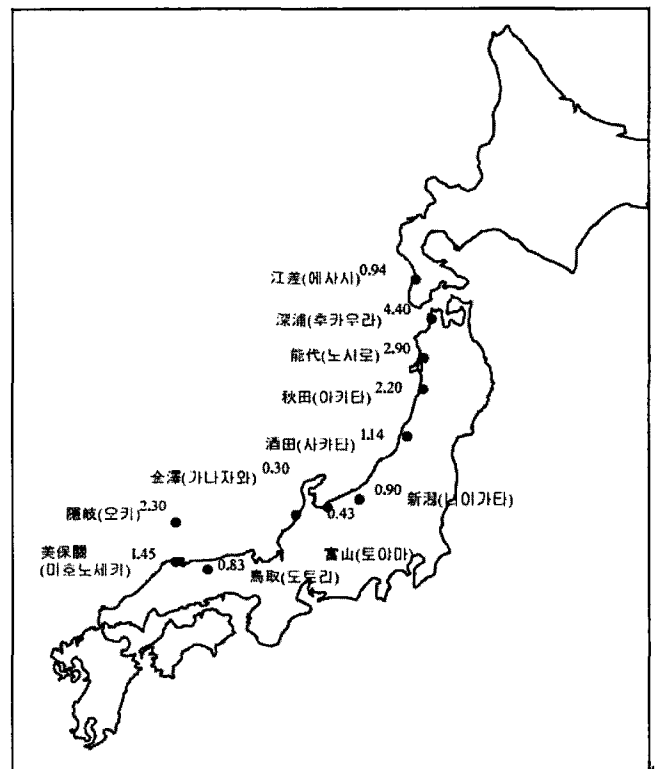 江差(에사시) 0.94
深浦(후카우라) 4.40
能代(노시로) 2.90
秋田(아키타) 2.20
酒田(사카타) 1.14
金澤(가나자와) 0.30
0.90 新潟(니이가타)
0.43
隱岐(오키) 2.30
富山(토야마)
美保關 1.45
(미호노세키)
0.83 鳥取(도토리)